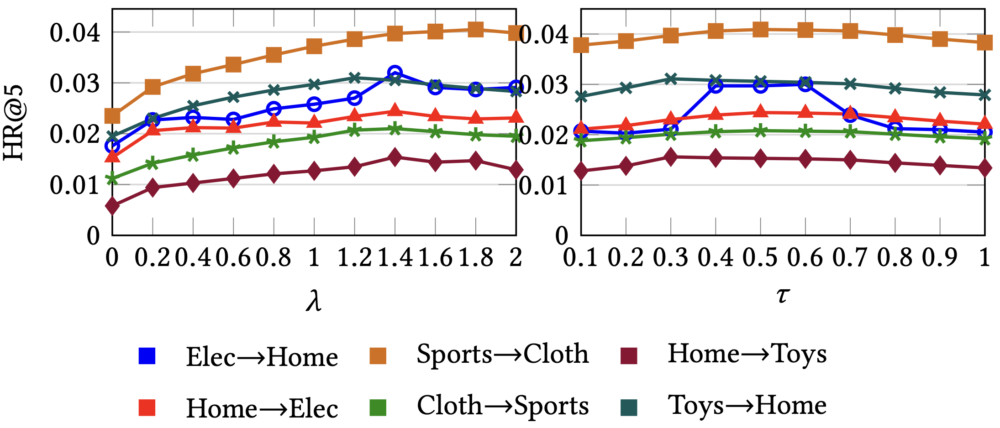 HR@5
0.04
0.03
0.02
0.01
0
0 0.2 0.4 0.6 0.8 1 1.2 1.4 1.6 1.8 2
λ
0.04
0.03
0.02
0.01
0
0.1 0.2 0.3 0.4 0.5 0.6 0.7 0.8 0.9 1
τ
Elec→Home Sports→Cloth Home→Toys
Home→Elec Cloth→Sports Toys→Home